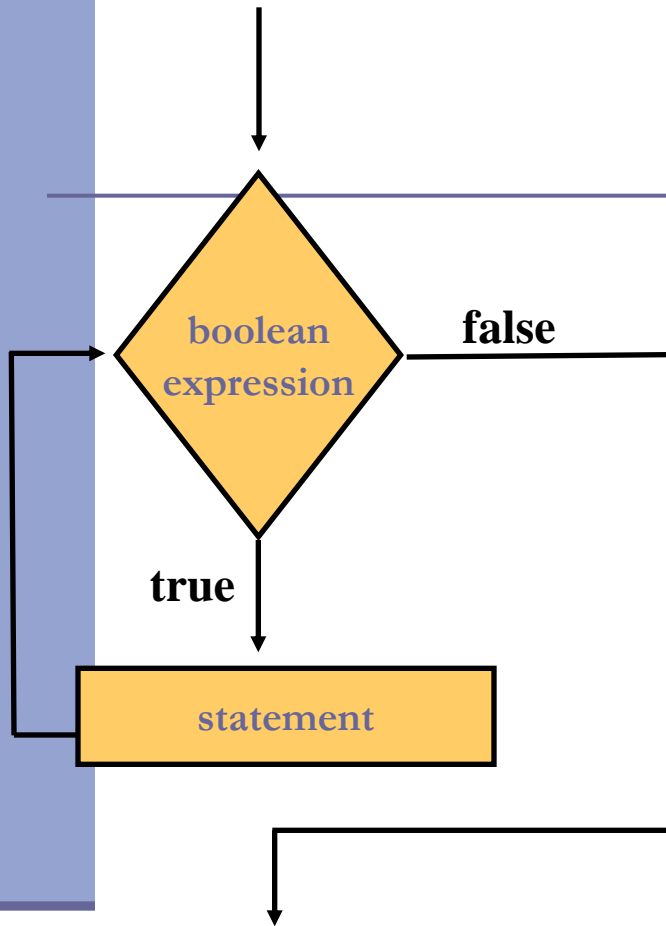 boolean
expression
false
true
statement